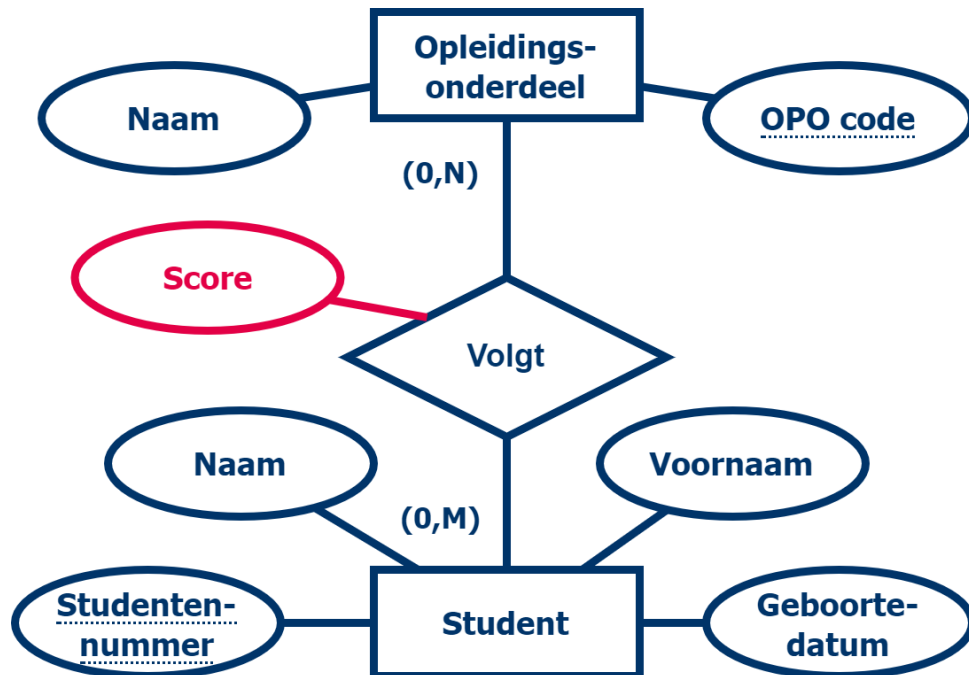 Opleidings-
onderdeel
Naam
OPO code
(0,N)
Score
Volgt
Naam
Voornaam
(0,M)
Studenten-
nummer
Student
Geboorte-
datum